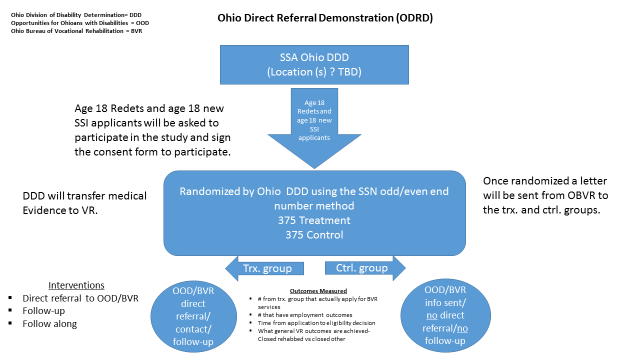 Ohio Division of Disability Determination= DDD
Opportunities for Ohioans with Disabilities = OOD
Ohio Bureau of Vocational Rehabilitation = BVR
Ohio Direct Referral Demonstration (ODRD)
SSA Ohio DDD
(Location (s) ? TBD)
Age 18
Redets and
age 18 new
SSI
applicants
Age 18 Redets and age 18 new
SSI applicants will be asked to
participate in the study and sign
the consent form to participate.
DDD will transfer medical
Evidence to VR.
Randomized by Ohio DDD using the SSN odd/even end
number method
375 Treatment
375 Control
Once randomized a letter
will be sent from OBVR to
the trx. and ctrl. groups.
Trx. group
Ctrl. group
Interventions
▪ Direct referral to OOD/BVR
▪ Follow-up
▪ Follow along
OOD/BVR
direct
referral/
contact/
follow-up
Outcomes Measured
• # from trx. group that actually apply for BVR
services
• # that have employment outcomes
• Time from application to eligibility decision
• What general VR outcomes are achieved-
Closed rehabbed vs closed other
OOD/BVR
info sent/
no direct
referral/no
follow-up